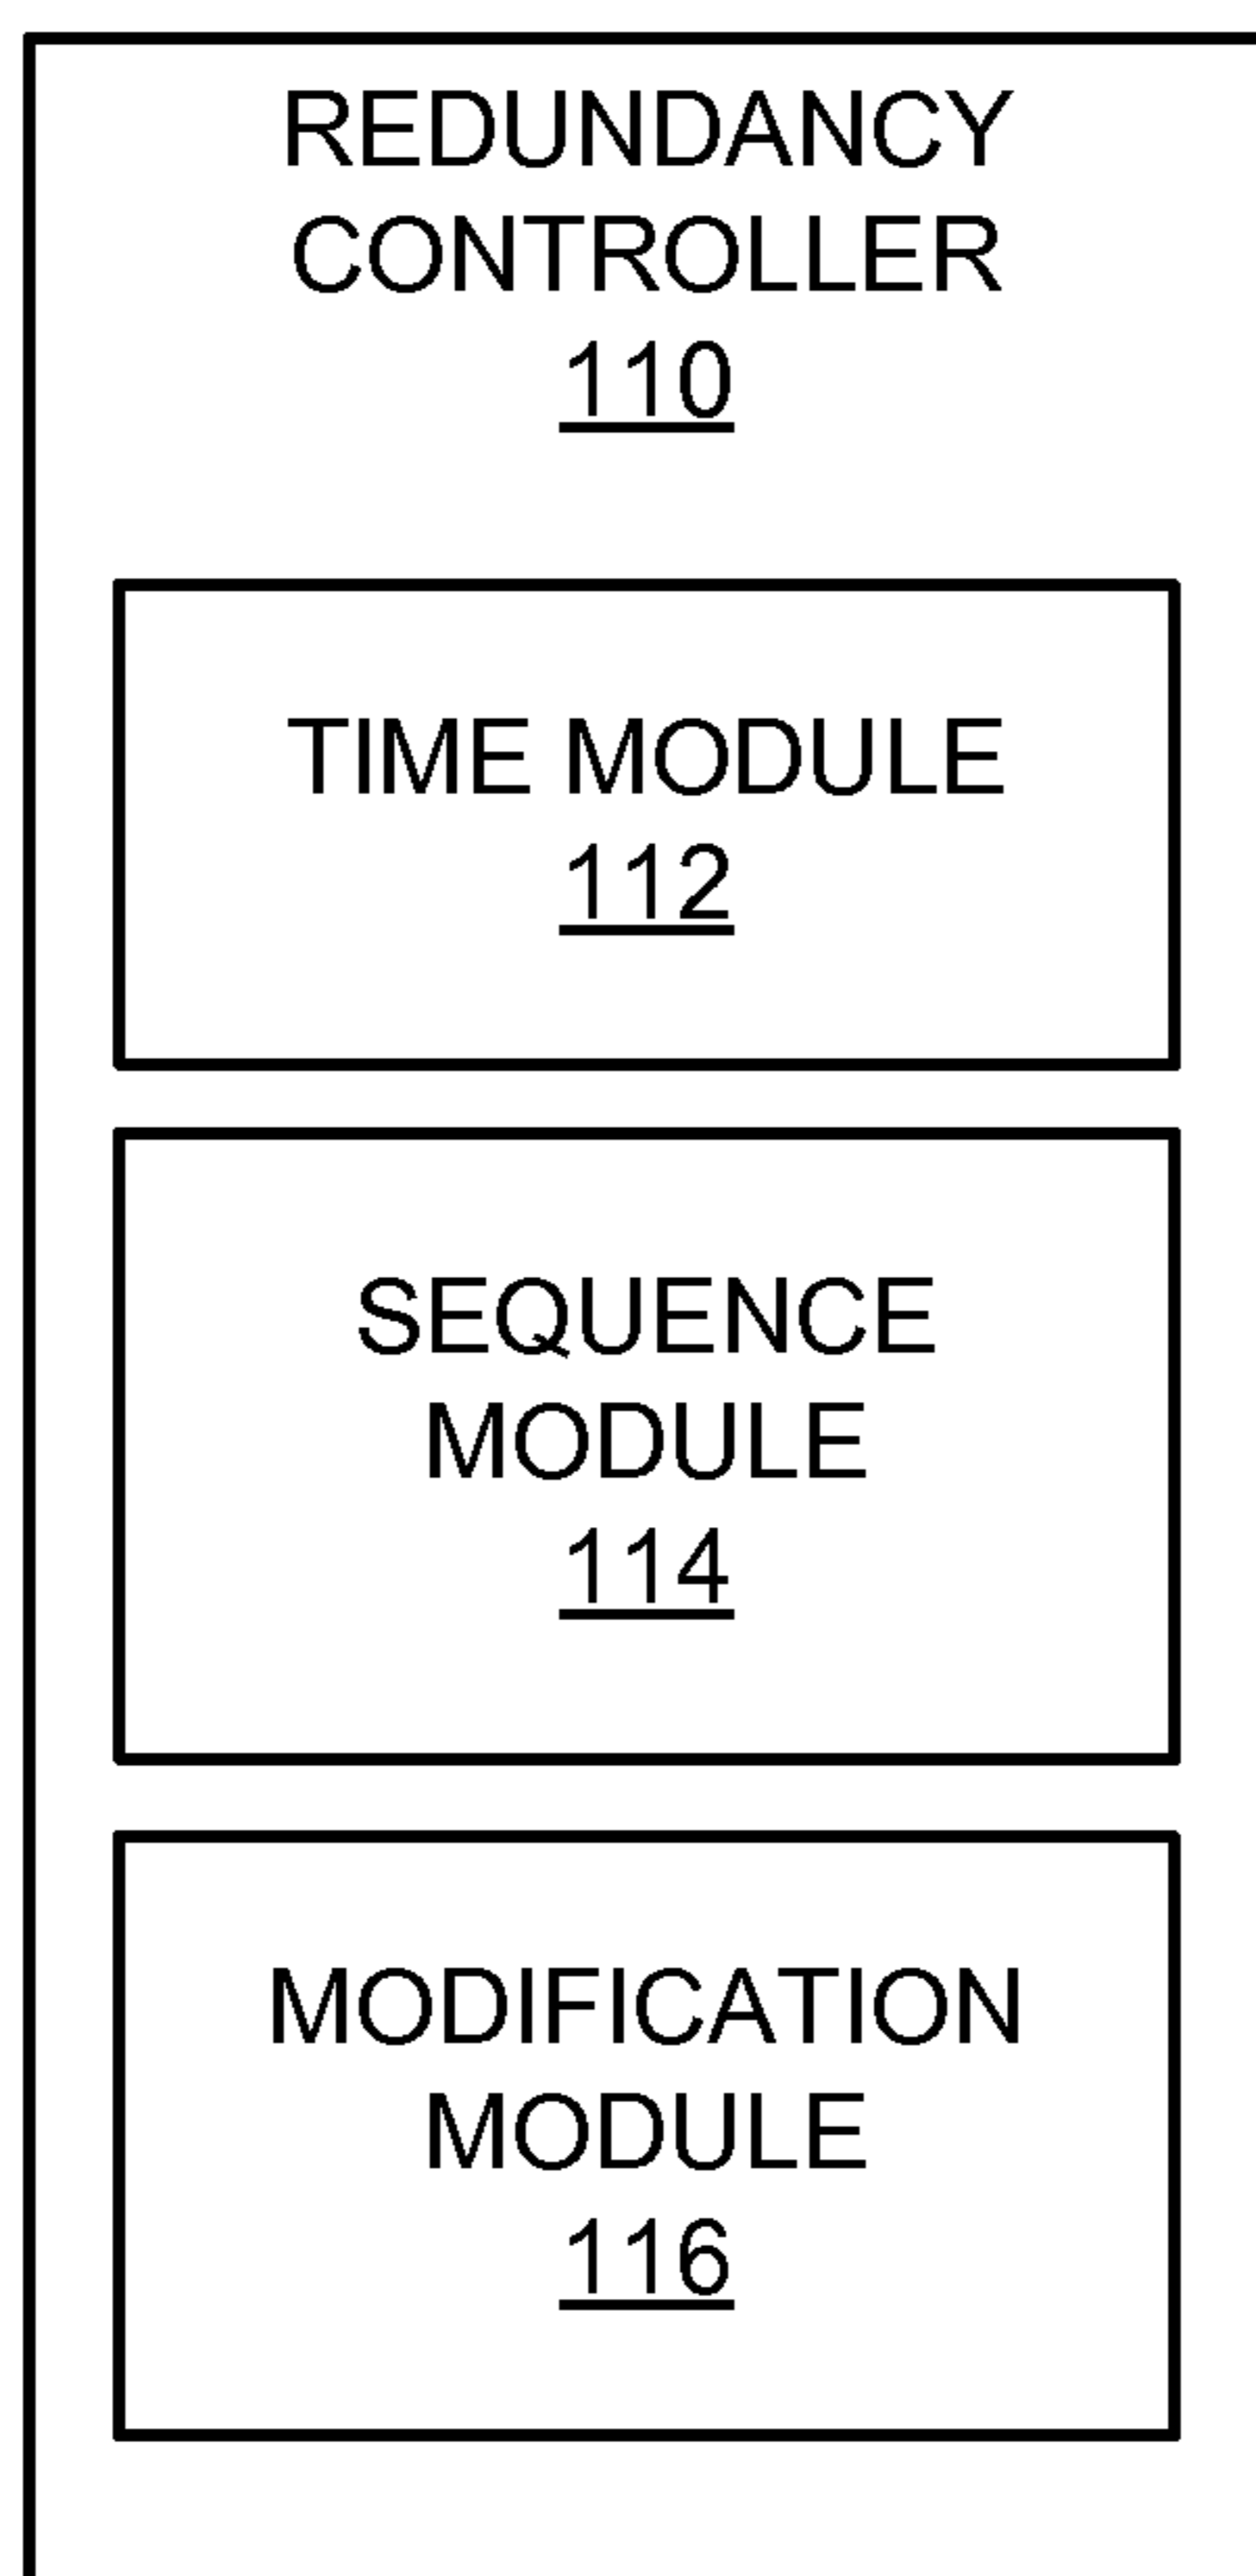 REDUNDANCY
CONTROLLER
110
TIME MODULE
112
SEQUENCE
MODULE
114
MODIFICATION
MODULE
116